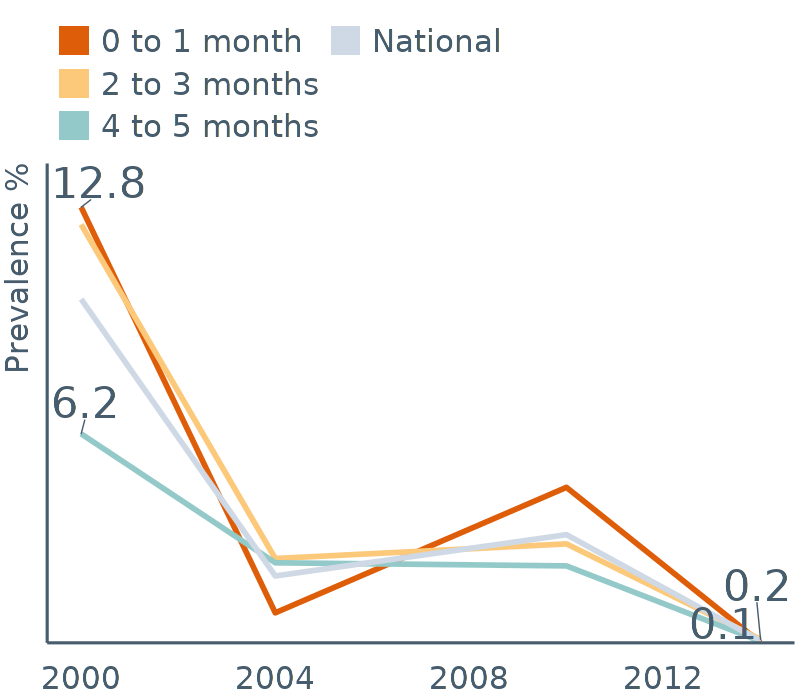 0 to 1 month
National
2 to 3 months
4 to 5 months
Prevalence %
12.8
6.2
0.2
0.1
2000 2004 2008 2012